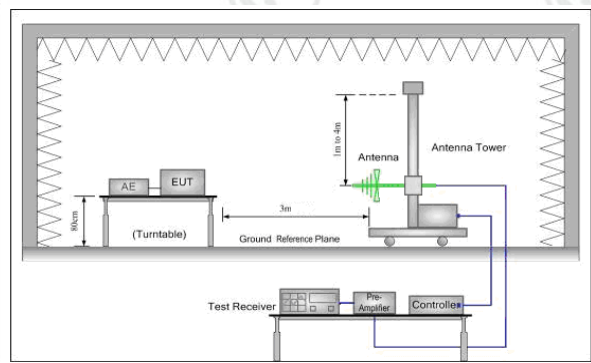 1m to 4m
Antenna Tower
Antenna
AE
EUT
3m
80cm
(Turntable)
Ground Reference Plane
Test Receiver
Pre-
Amplifier
Controller